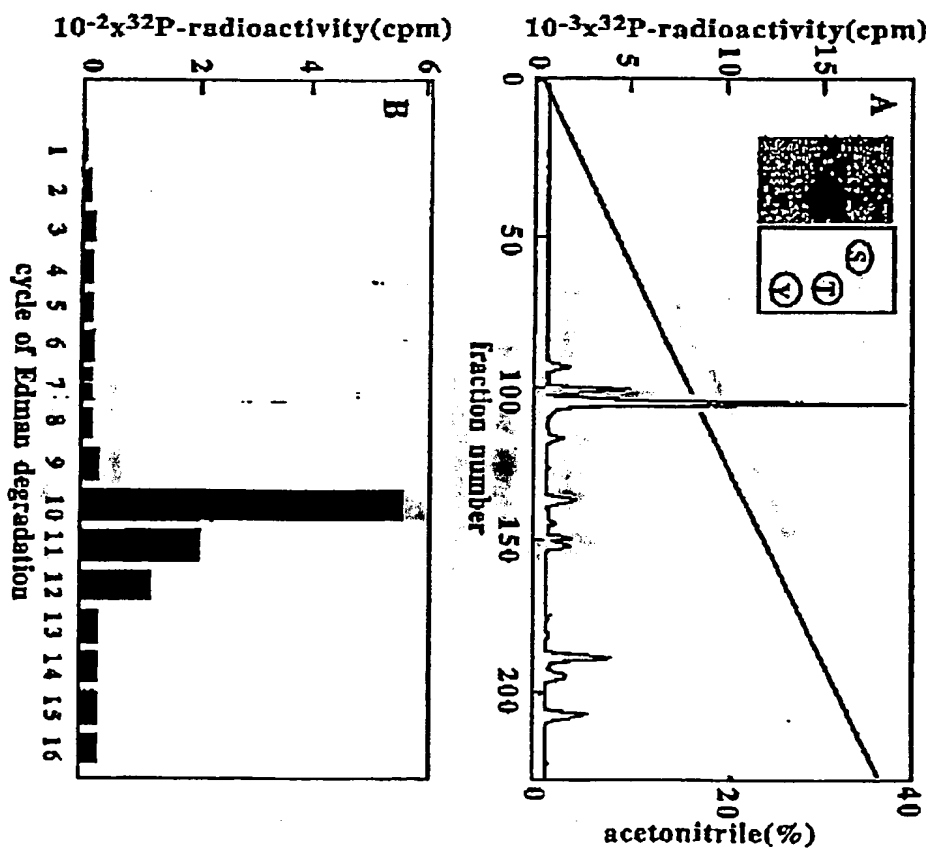 10⁻²x³²P-radioactivity(cpm)
0 2 4 6
B
1 2 3 4 5 6 7 8 9 10 11 12 13 14 15 16
cycle of Edman degradation
10⁻³x³²P-radioactivity(cpm)
0 5 10 15
A
S
T
Y
0 50 100 150 200
fraction number
0 20 40
acetonitrile(%)